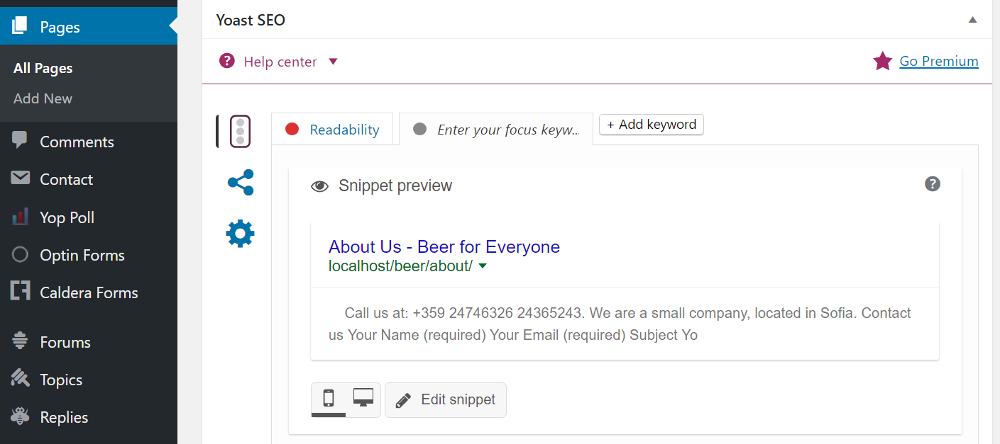 Pages
All Pages
Add New
Comments
Contact
Yop Poll
Optin Forms
Caldera Forms
Forums
Topics
Replies
Yoast SEO
? Help center
Go Premium
Readability
Enter your focus keyw...
+ Add keyword
Snippet preview
?
About Us - Beer for Everyone
localhost/beer/about/
Call us at: +359 24746326 24365243. We are a small company, located in Sofia. Contact
us Your Name (required) Your Email (required) Subject Yo
Edit snippet